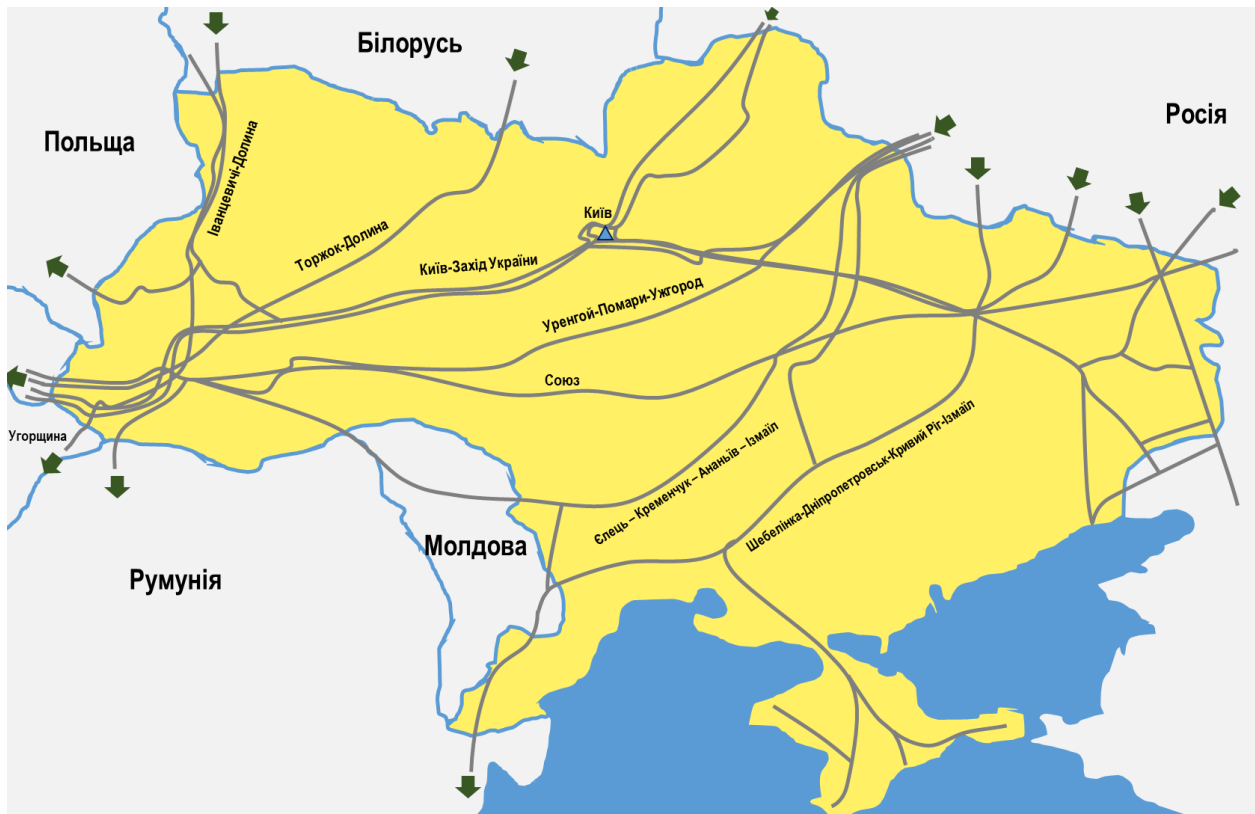 Білорусь
Росія
Польща
Іванцевичі-Долина
Київ
Торжок-Долина
Київ-Захід України
Уренгой-Помари-Ужгород
Союз
Угорщина
Єлець – Кременчук – Ананьїв – Ізмаїл
Шебелінка-Дніпропетровськ-Кривий Ріг-Ізмаїл
Молдова
Румунія